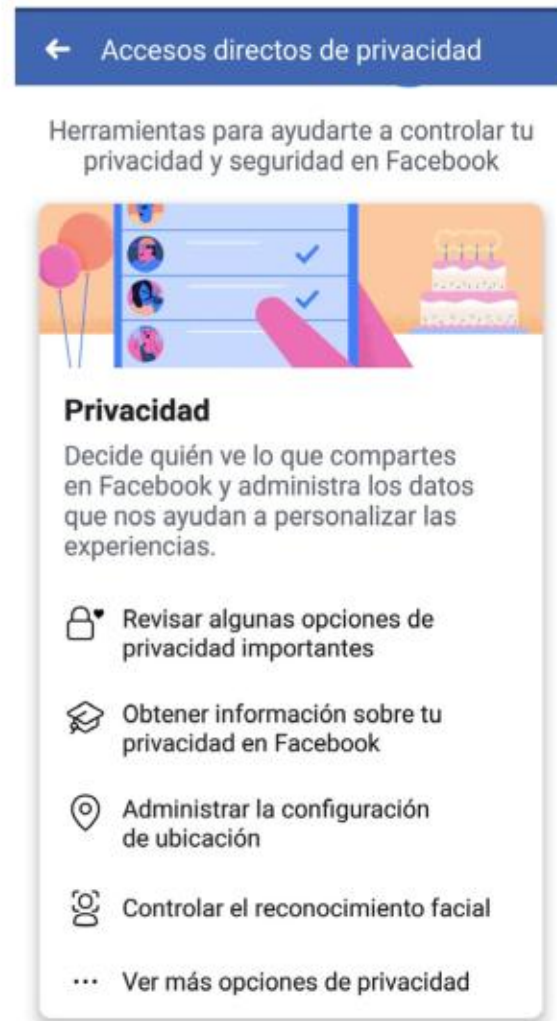 Accesos directos de privacidad
Herramientas para ayudarte a controlar tu
privacidad y seguridad en Facebook
Privacidad
Decide quién ve lo que compartes
en Facebook y administra los datos
que nos ayudan a personalizar las
experiencias.
Revisar algunas opciones de
privacidad importantes
Obtener información sobre tu
privacidad en Facebook
Administrar la configuración
de ubicación
Controlar el reconocimiento facial
Ver más opciones de privacidad